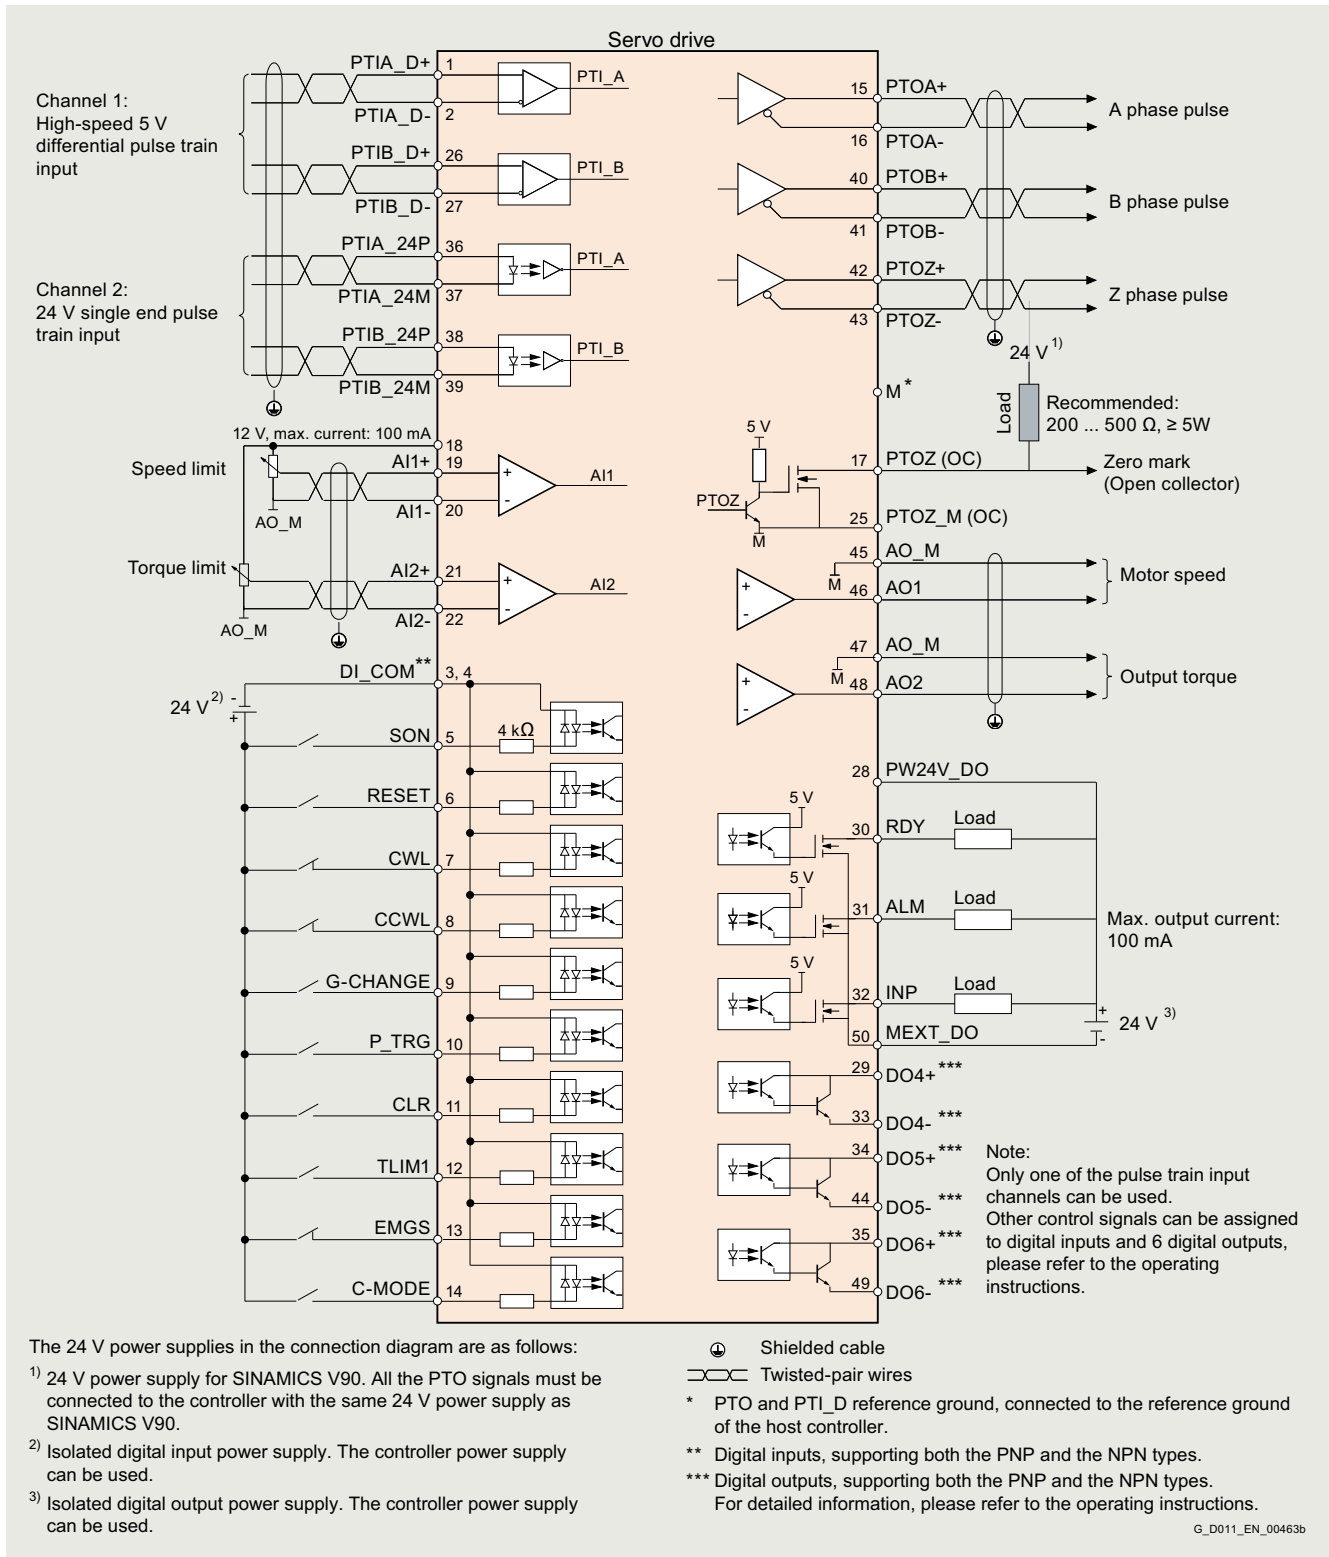 Servo drive
Channel 1:
High-speed 5 V
differential pulse train
input
PTIA_D+
1
PTI_A
PTIA_D-
2
PTIB_D+
26
PTI_B
PTIB_D-
27
Channel 2:
24 V single end pulse
train input
PTIA_24P
36
PTI_A
PTIA_24M
37
PTIB_24P
38
PTI_B
PTIB_24M
39
12 V, max. current: 100 mA
18
Speed limit
AI1+
19
+
-
AI1
AI1-
20
AO_M
Torque limit
AI2+
21
+
-
AI2
AI2-
22
AO_M
DI_COM**
3, 4
24 V 2)
-
+
SON
5
4 kΩ
RESET
6
CWL
7
CCWL
8
G-CHANGE
9
P_TRG
10
CLR
11
TLIM1
12
EMGS
13
C-MODE
14
15
PTOA+
A phase pulse
16
PTOA-
40
PTOB+
B phase pulse
41
PTOB-
42
PTOZ+
Z phase pulse
43
PTOZ-
24 V 1)
M*
Load
Recommended:
200 ... 500 Ω, ≥ 5W
5 V
17
PTOZ (OC)
Zero mark
(Open collector)
PTOZ
M
25
PTOZ_M (OC)
45
AO_M
M
Motor speed
+
-
46
AO1
47
AO_M
M
Output torque
+
-
48
AO2
28
PW24V_DO
5 V
30
RDY
Load
5 V
31
ALM
Load
Max. output current:
100 mA
5 V
32
INP
Load
+
24 V 3)
-
50
MEXT_DO
29
DO4+***
33
DO4-***
34
DO5+***
44
DO5-***
35
DO6+***
49
DO6-***
Note:
Only one of the pulse train input
channels can be used.
Other control signals can be assigned
to digital inputs and 6 digital outputs,
please refer to the operating
instructions.
The 24 V power supplies in the connection diagram are as follows:
1) 24 V power supply for SINAMICS V90. All the PTO signals must be
connected to the controller with the same 24 V power supply as
SINAMICS V90.
2) Isolated digital input power supply. The controller power supply
can be used.
3) Isolated digital output power supply. The controller power supply
can be used.
Shielded cable
Twisted-pair wires
* PTO and PTI_D reference ground, connected to the reference ground
of the host controller.
** Digital inputs, supporting both the PNP and the NPN types.
*** Digital outputs, supporting both the PNP and the NPN types.
For detailed information, please refer to the operating instructions.
G_D011_EN_00463b